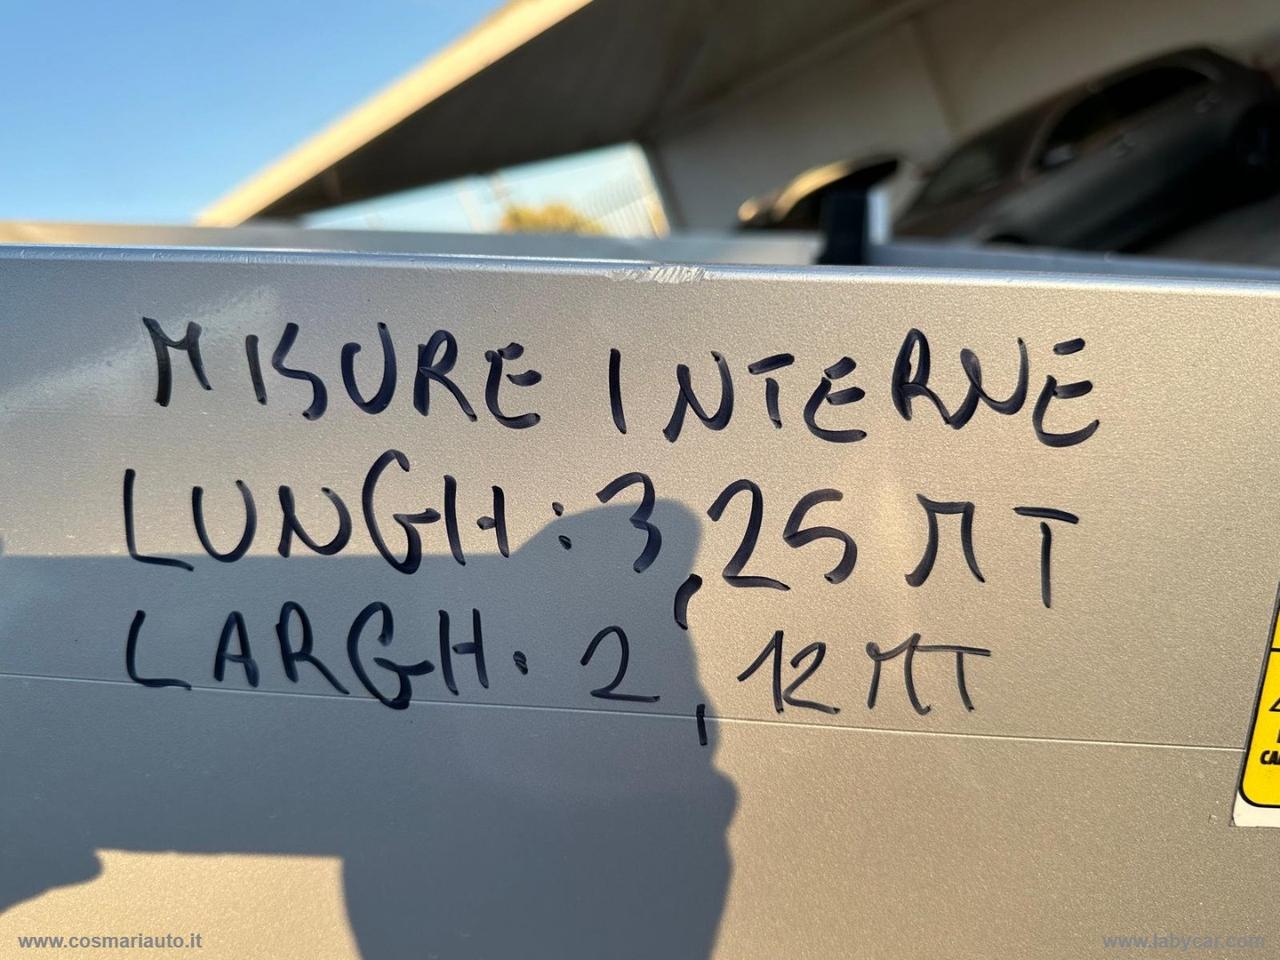 MISURE INTERNE
LUNGH: 3,25 MT
LARGH: 2,12 MT
www.cosmariauto.it
www.labycar.com